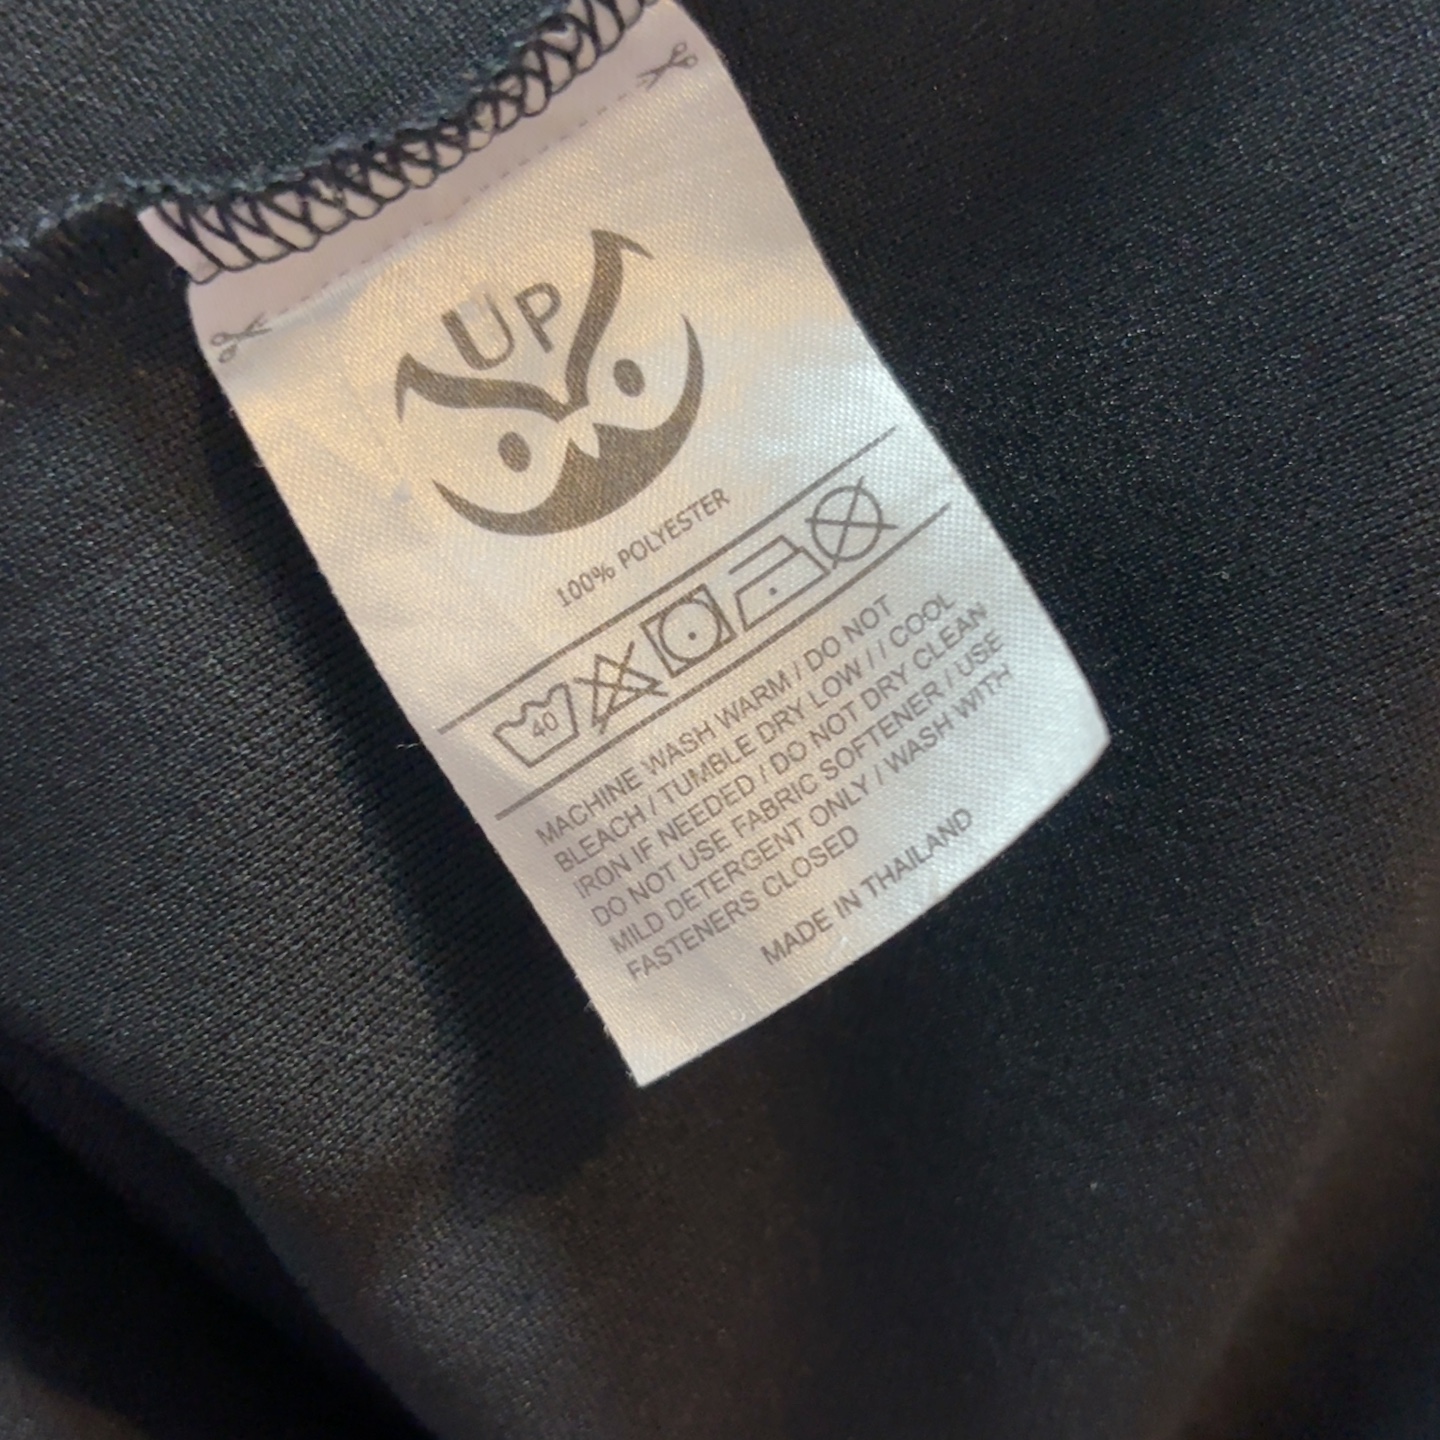 UP
100% POLYESTER
40
MACHINE WASH WARM / DO NOT
BLEACH / TUMBLE DRY LOW / / COOL
IRON IF NEEDED / DO NOT DRY CLEAN
DO NOT USE FABRIC SOFTENER / USE
MILD DETERGENT ONLY / WASH WITH
FASTENERS CLOSED
MADE IN THAILAND